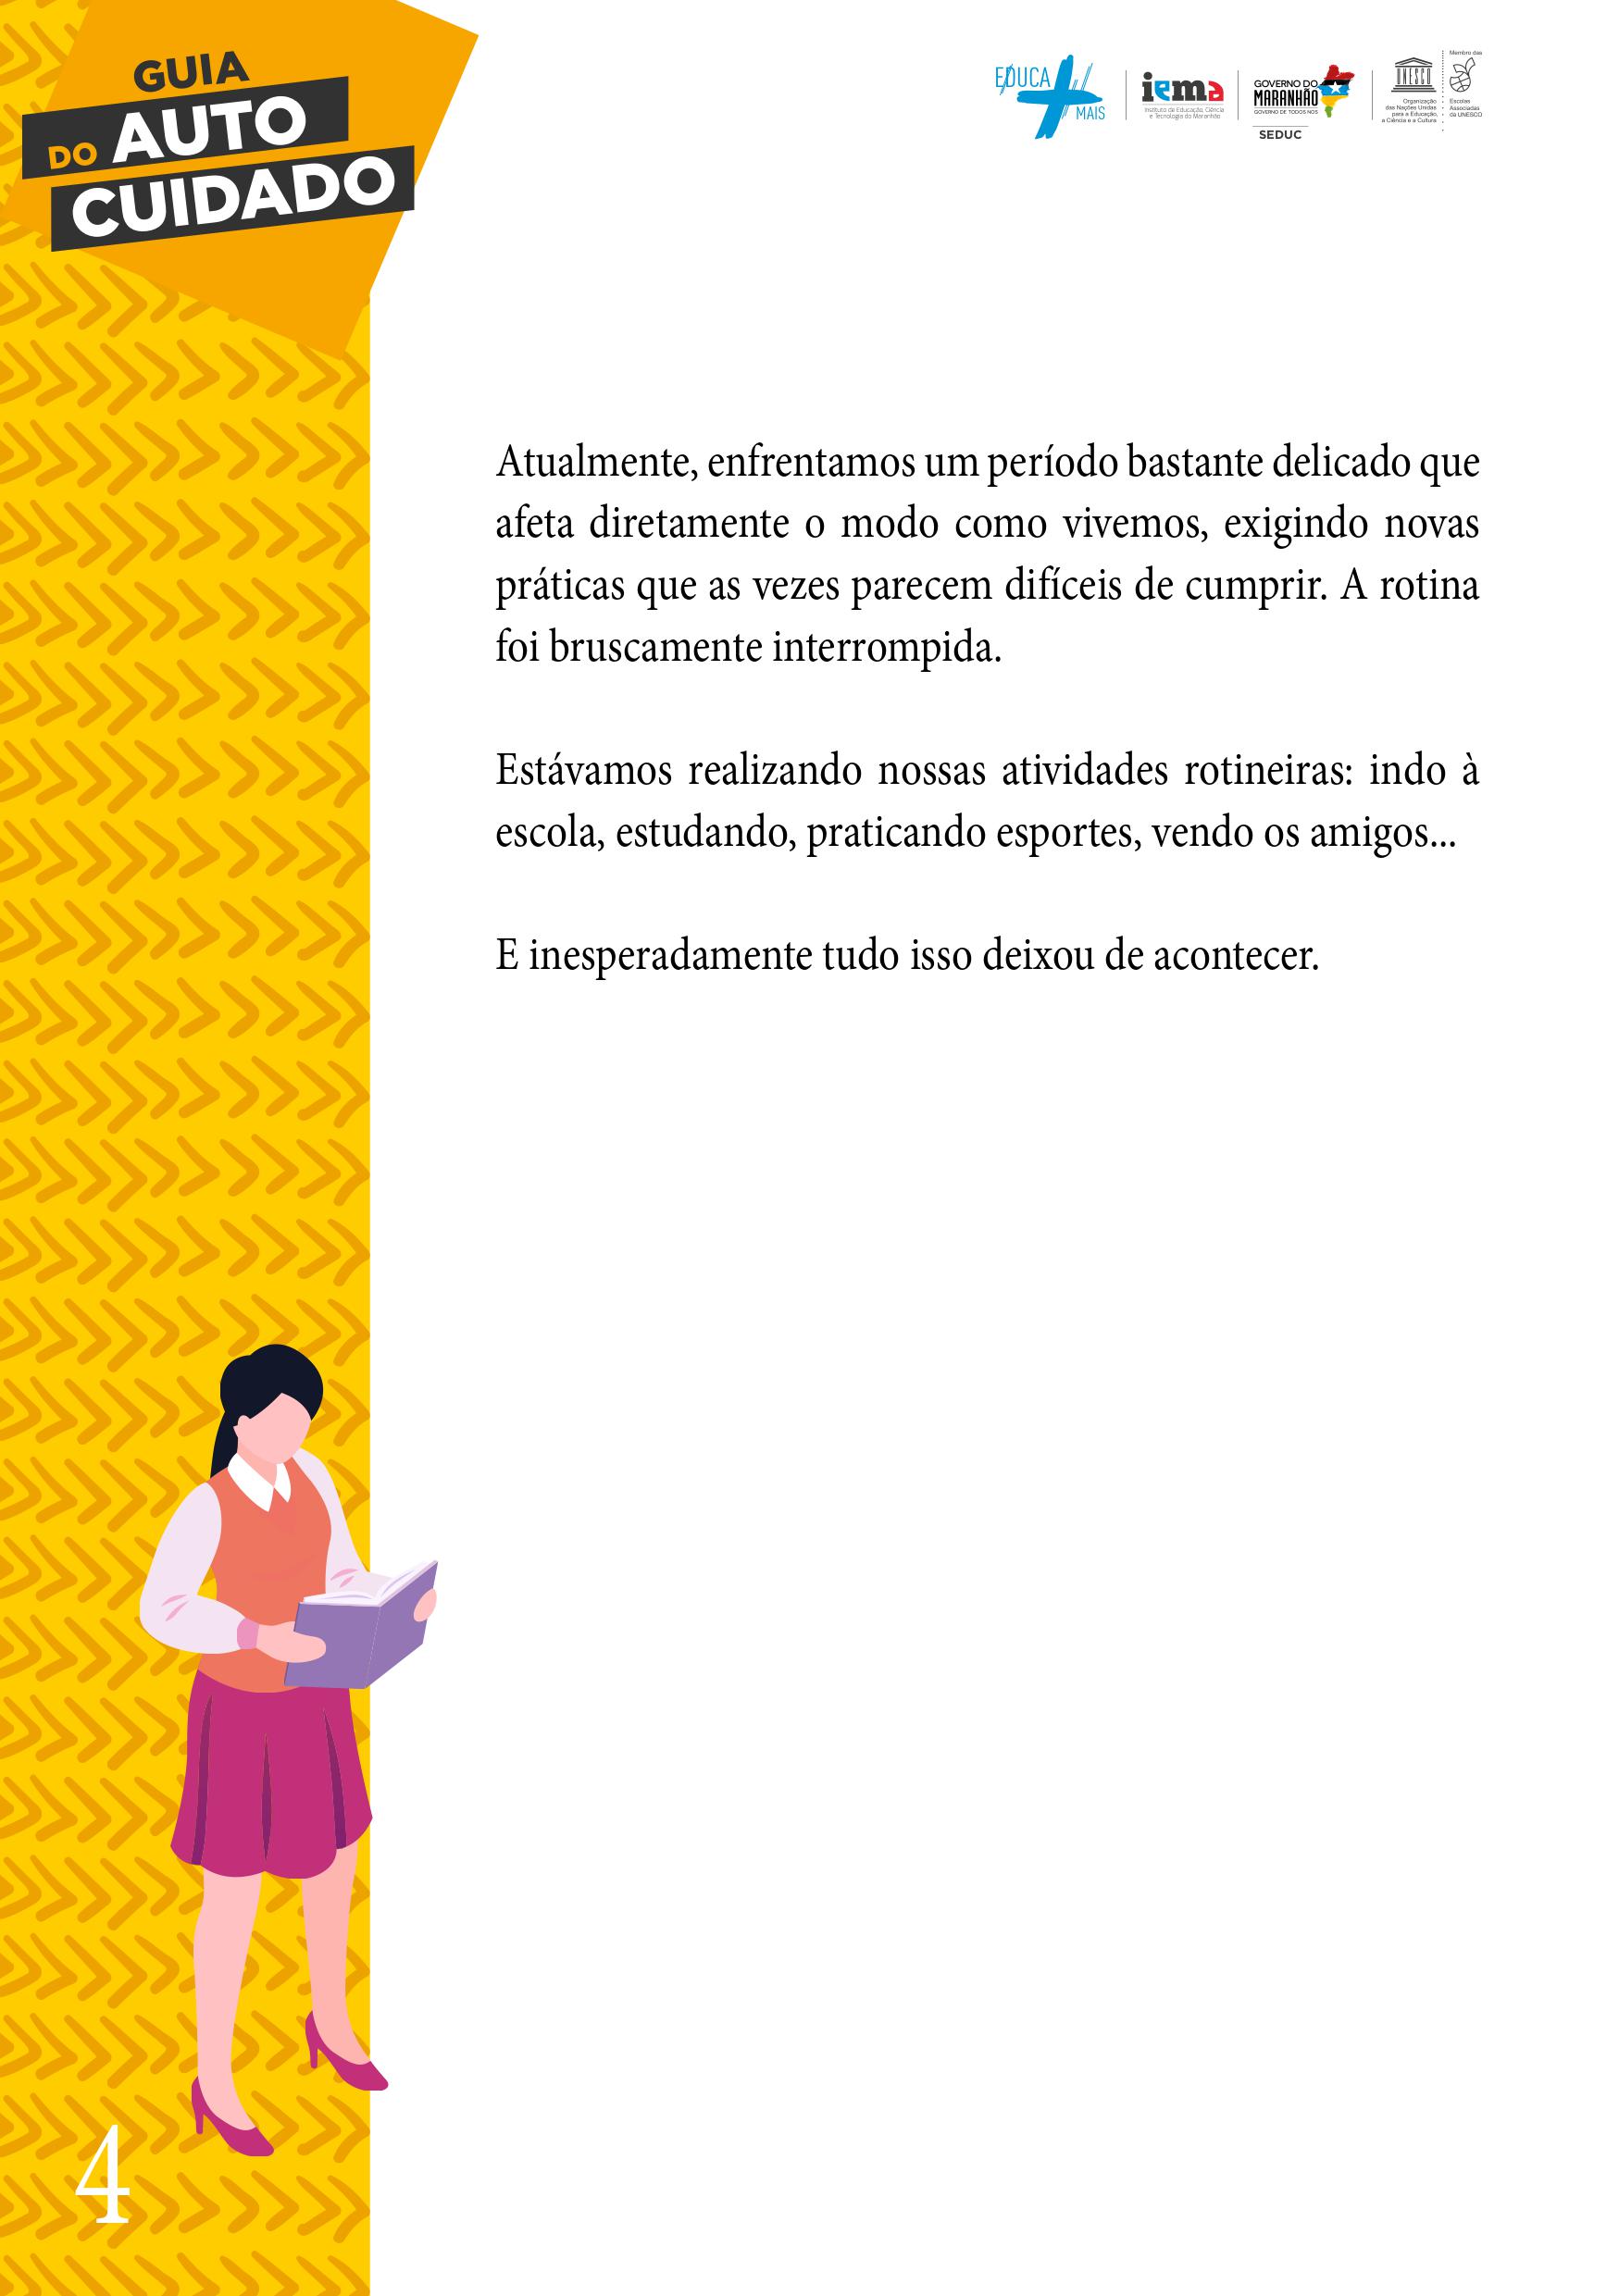 GUIA
DO AUTO
CUIDADO
EDUCA
MAIS
iema
Instituto de Educação, Ciência
e Tecnologia do Maranhão
GOVERNO DO
MARANHÃO
GOVERNO DE TODOS NÓS
SEDUC
UNESCO
Organização
das Nações Unidas
para a Educação,
a Ciência e a Cultura
Membro das
Escolas
Associadas
da UNESCO
Atualmente, enfrentamos um período bastante delicado que
afeta diretamente o modo como vivemos, exigindo novas
práticas que as vezes parecem difíceis de cumprir. A rotina
foi bruscamente interrompida.
Estávamos realizando nossas atividades rotineiras: indo à
escola, estudando, praticando esportes, vendo os amigos...
E inesperadamente tudo isso deixou de acontecer.
4